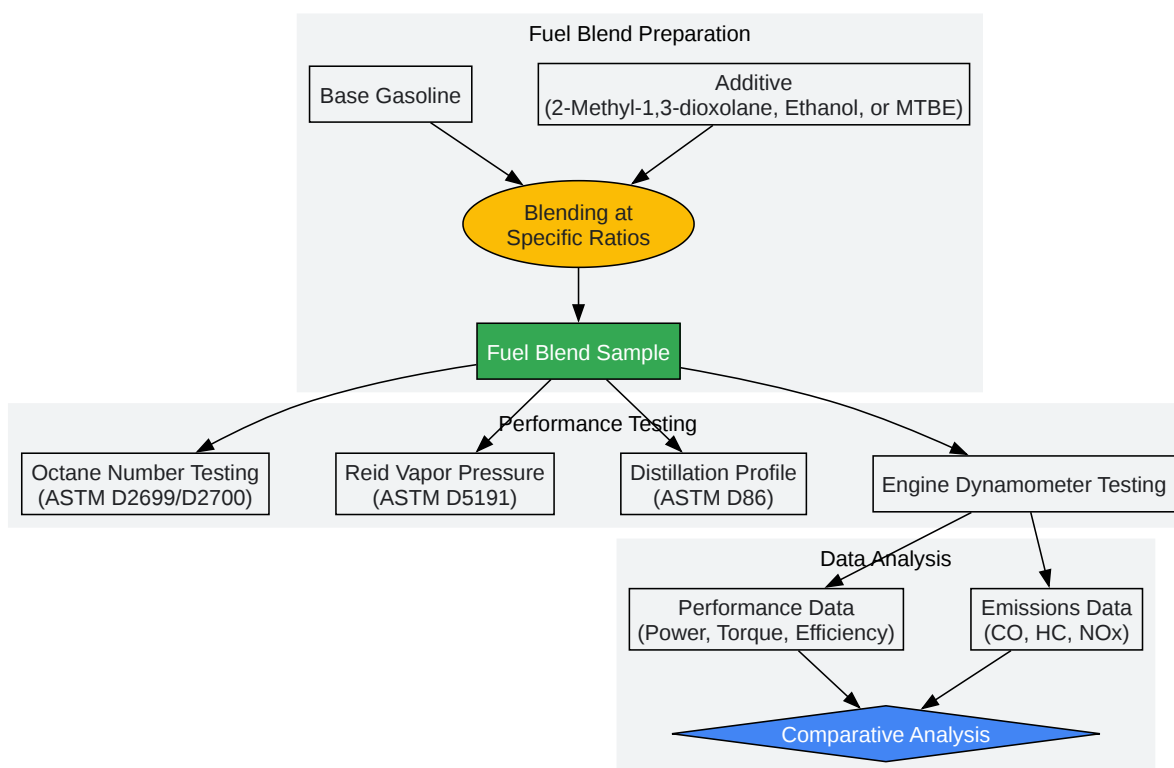 Fuel Blend Preparation
Base Gasoline
Additive
(2-Methyl-1,3-dioxolane, Ethanol, or MTBE)
Blending at
Specific Ratios
Fuel Blend Sample
Performance Testing
Octane Number Testing
(ASTM D2699/D2700)
Reid Vapor Pressure
(ASTM D5191)
Distillation Profile
(ASTM D86)
Engine Dynamometer Testing
Data Analysis
Performance Data
(Power, Torque, Efficiency)
Emissions Data
(CO, HC, NOx)
Comparative Analysis